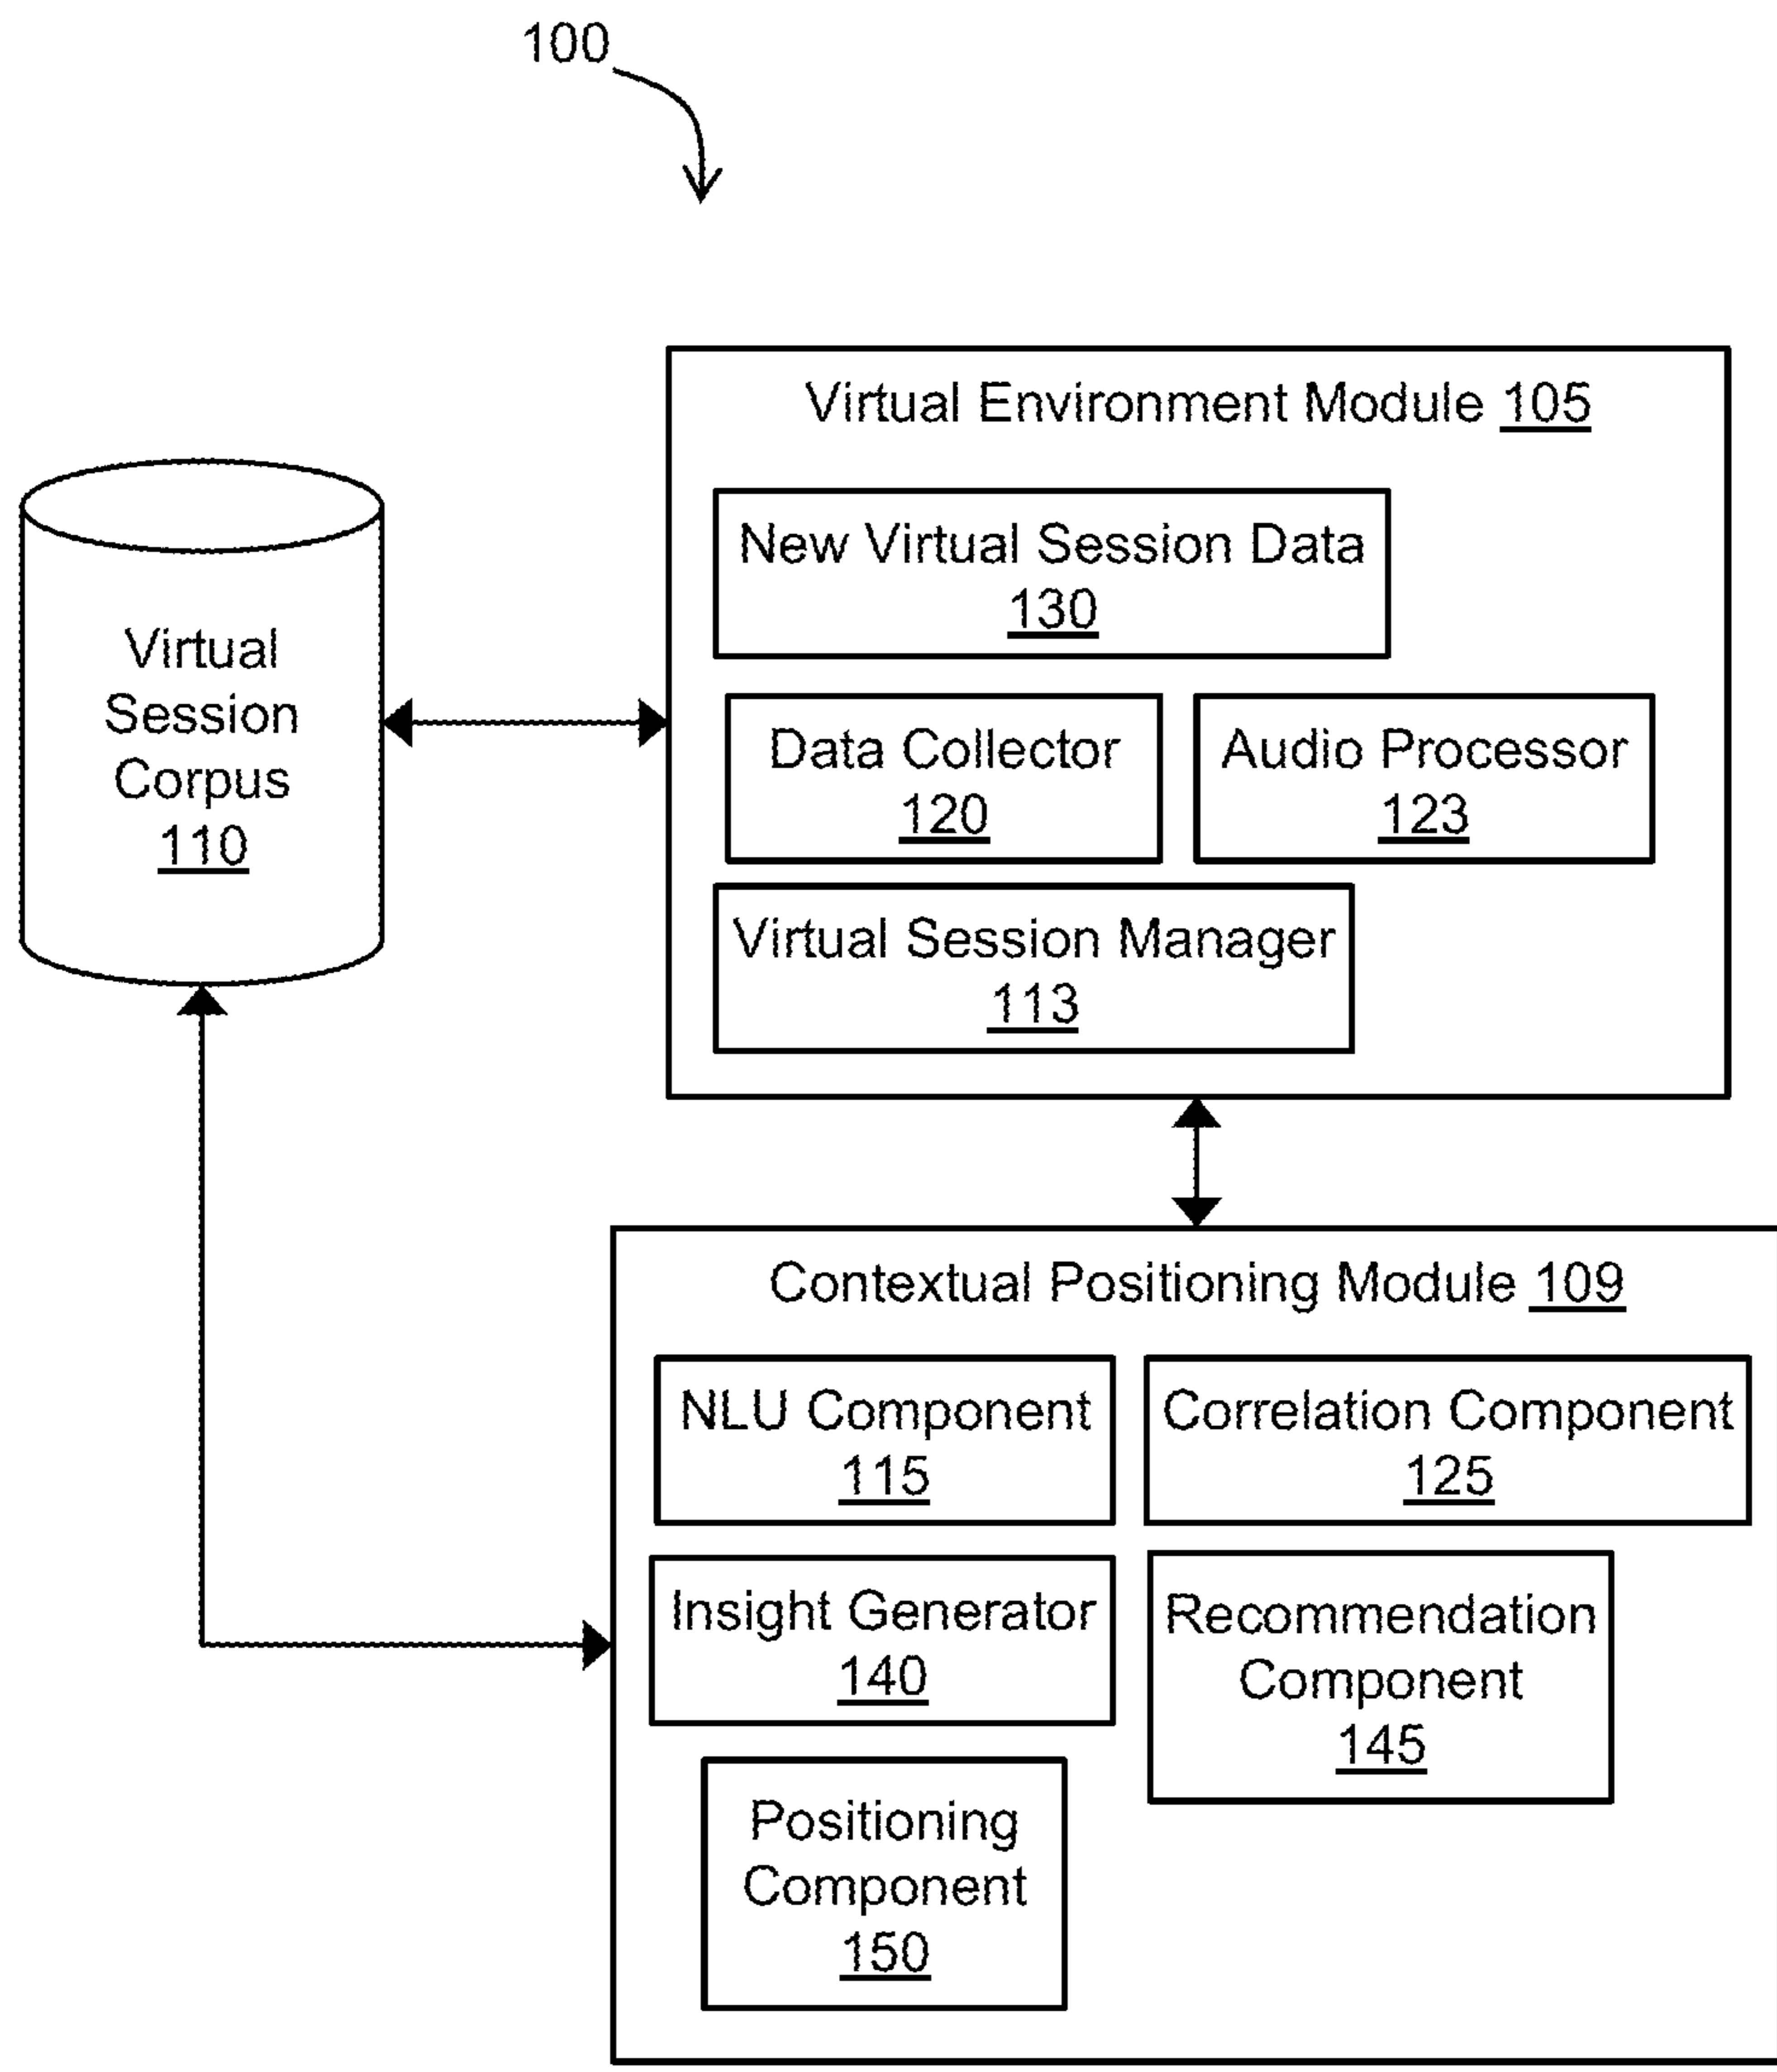 100
Virtual Environment Module 105
New Virtual Session Data
130
Data Collector
120
Audio Processor
123
Virtual Session Manager
113
Virtual
Session
Corpus
110
Contextual Positioning Module 109
NLU Component
115
Correlation Component
125
Insight Generator
140
Recommendation
Component
145
Positioning
Component
150